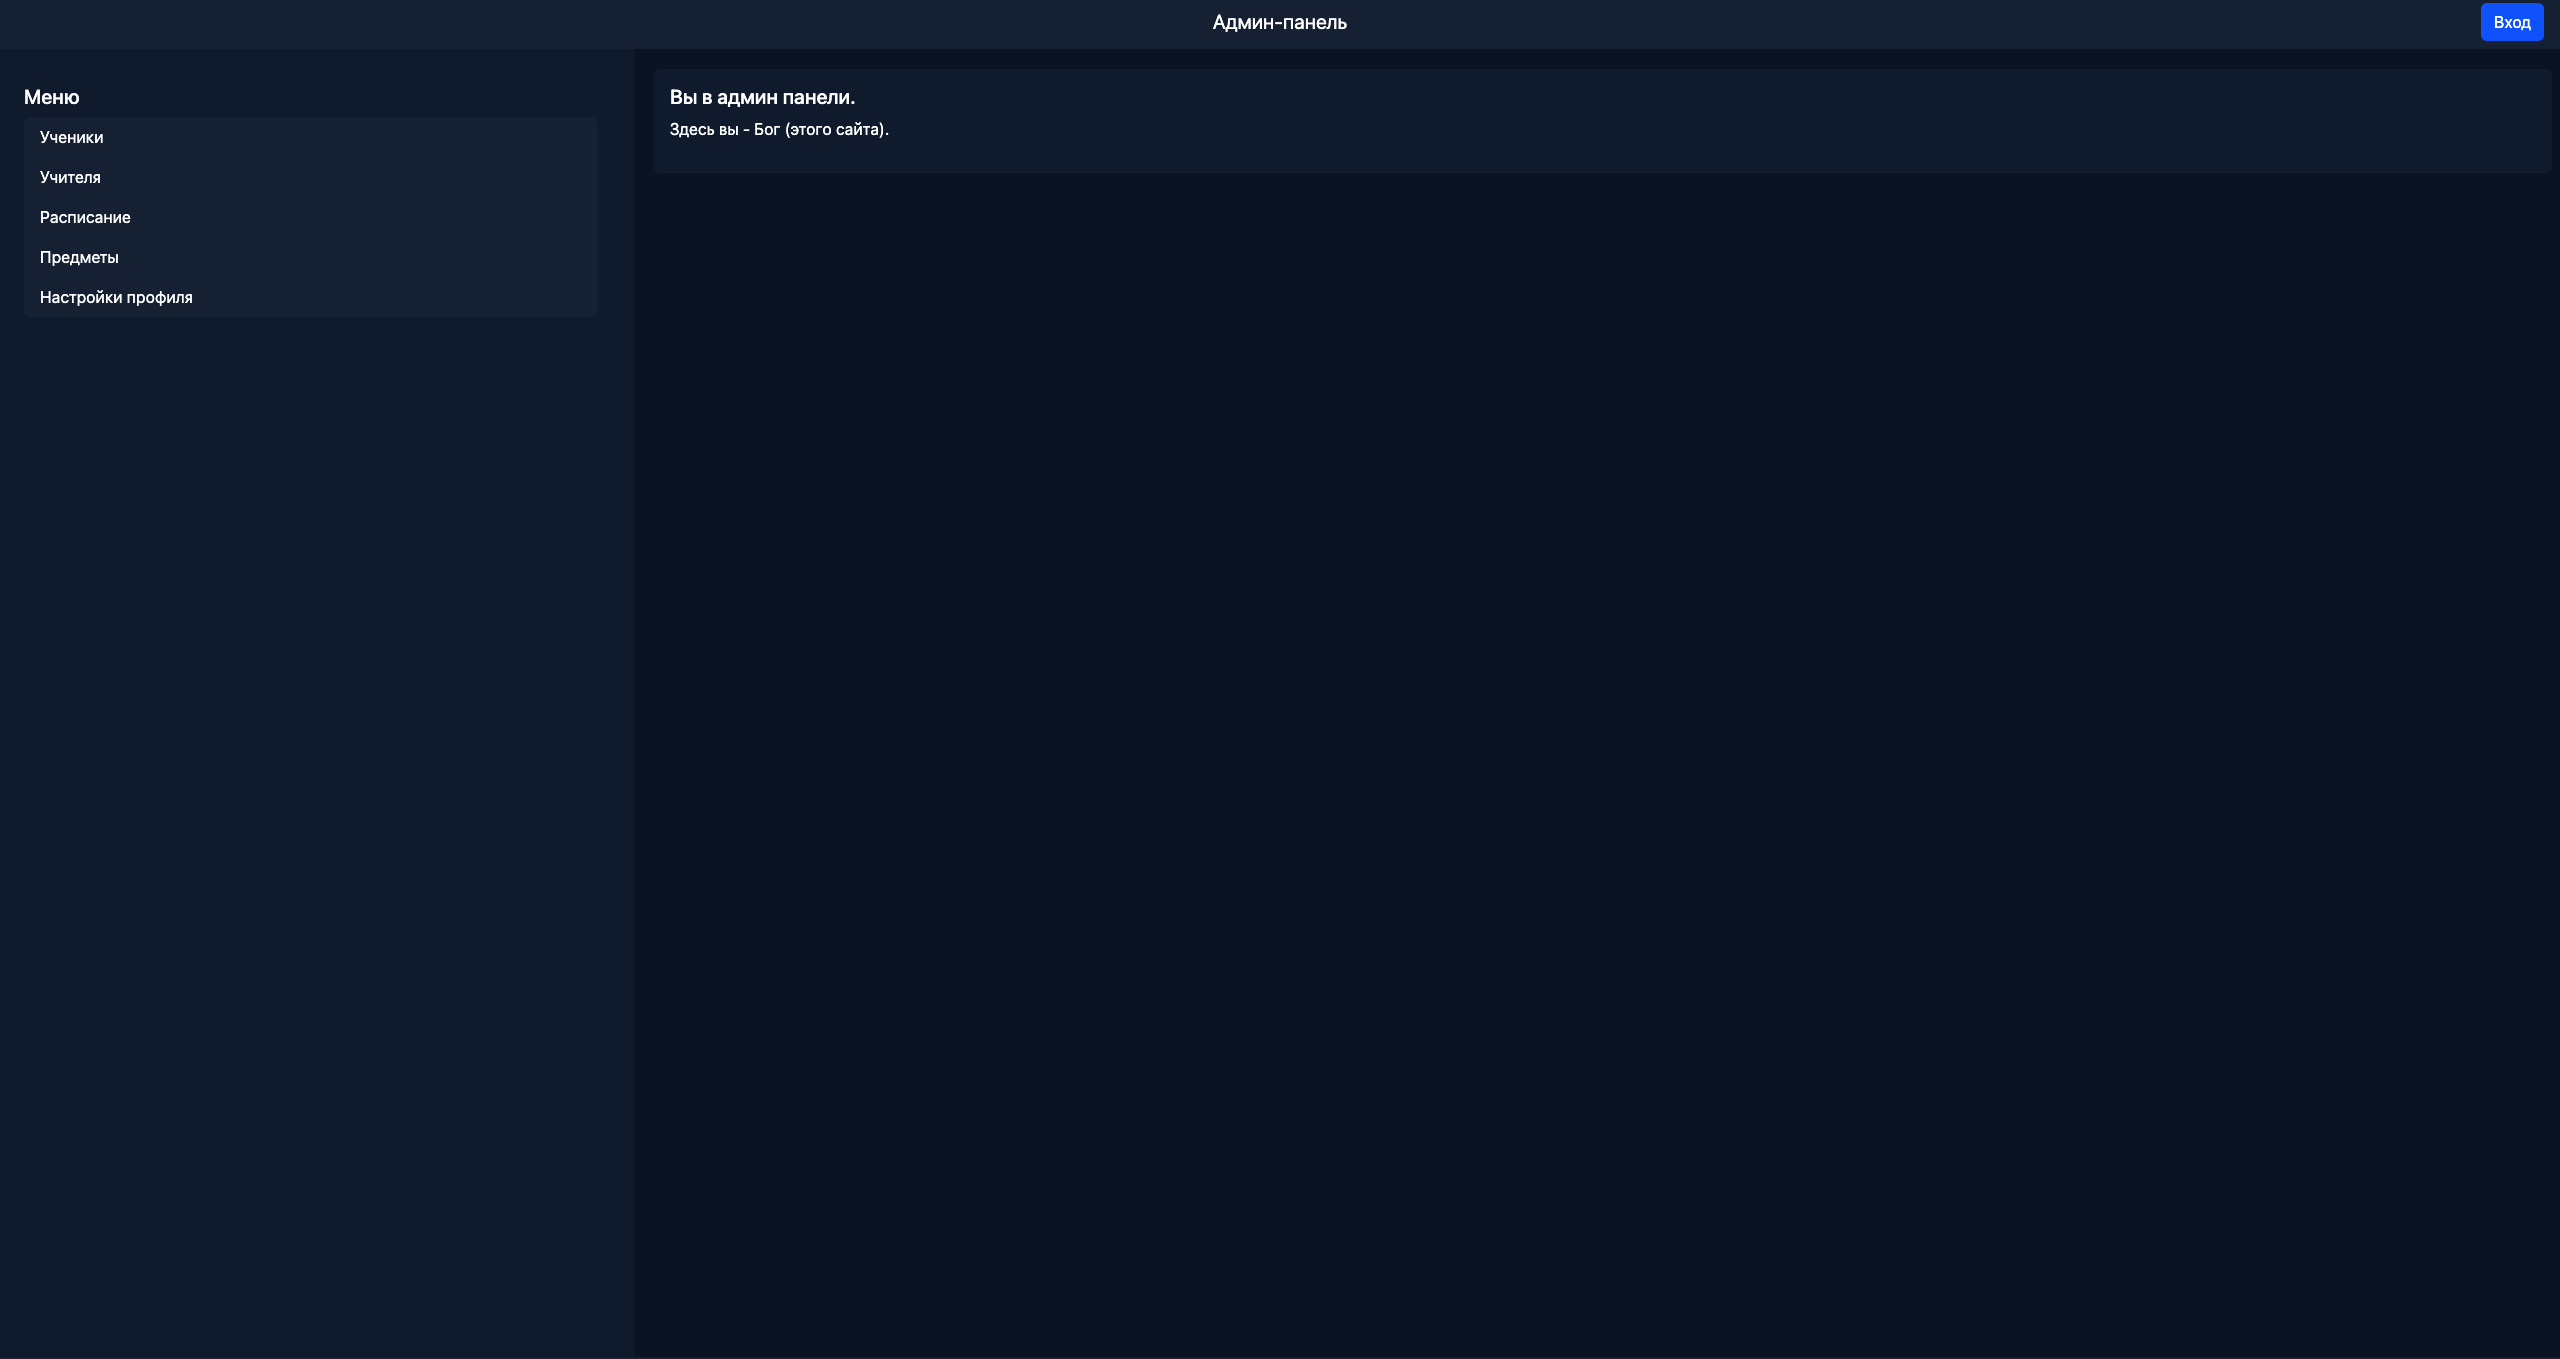 Админ-панель
Вход
Меню
Ученики
Учителя
Расписание
Предметы
Настройки профиля
Вы в админ панели.
Здесь вы - Бог (этого сайта).